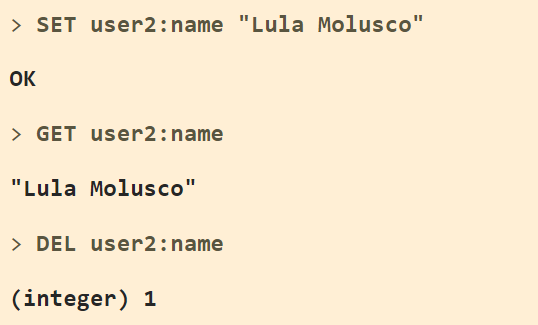 > SET user2:name "Lula Molusco"
OK
> GET user2:name
"Lula Molusco"
> DEL user2:name
(integer) 1